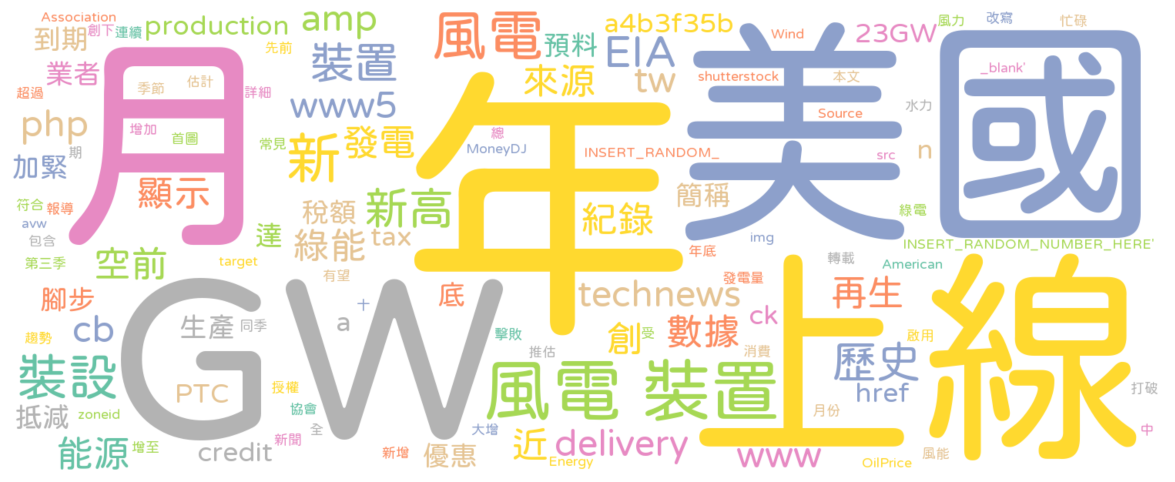 Association
創下
連續
production
amp
風電
預料
a4b3f35b
風力
改寫
忙碌
到期
先前
裝置
EIA
Wind
23GW
業者
月
季節
估計
來源
tw
shutterstock
本文
_blank'
美
國
超過
詳細
www5
年
Source
水力
php
增加
首圖
常見
新
發電
總
MoneyDJ
INSERT_RANDOM_
src
n
加緊
期
顯示
稅額
新高
紀錄
簡稱
綠電
符合
報導
avw
包含
達
綠能
tax
img
年底
INSERT_RANDOM_NUMBER_HERE'
第三季
空前
target
有望
轉載
American
腳步
GW
十
底
technews
發電量
上
再生
線
cb
生產
同季
a
擊敗
創
受
數據
ck
啟用
趨勢
推估
消費
歷史
裝設
PTC
授權
風電 裝置
href
打破
抵減
zoneid
協會
月份
能源
增至
credit
新聞
全
新增
優惠
大增
近
delivery
Energy
www
OilPrice
風能
中